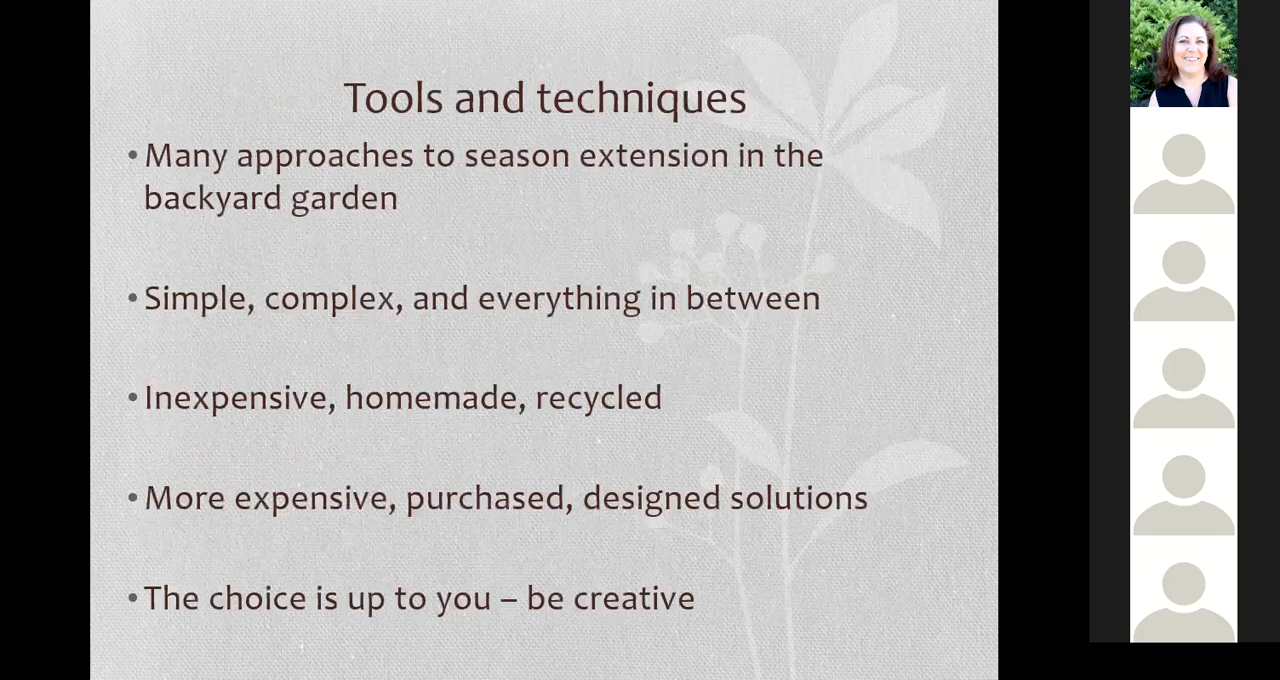 Tools and techniques
• Many approaches to season extension in the
backyard garden
• Simple, complex, and everything in between
• Inexpensive, homemade, recycled
• More expensive, purchased, designed solutions
• The choice is up to you – be creative